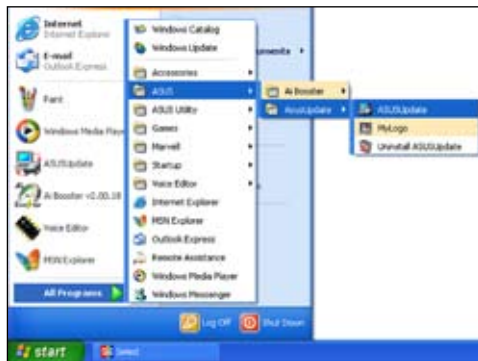 Internet
Internet Explorer
E-mail
Outlook Express
Paint
Windows Media Player
ASUSUpdate
Ai Booster v2.00.18
Voice Editor
MSN Explorer
All Programs
Windows Catalog
Windows Update
Accessories
ASUS
ASUS Utility
Games
Marvell
Startup
Voice Editor
Internet Explorer
MSN Explorer
Outlook Express
Remote Assistance
Windows Media Player
Windows Messenger
Ai Booster
AsusUpdate
ASUSUpdate
MyLogo
Uninstall ASUSUpdate
Log Off
Shut Down
start